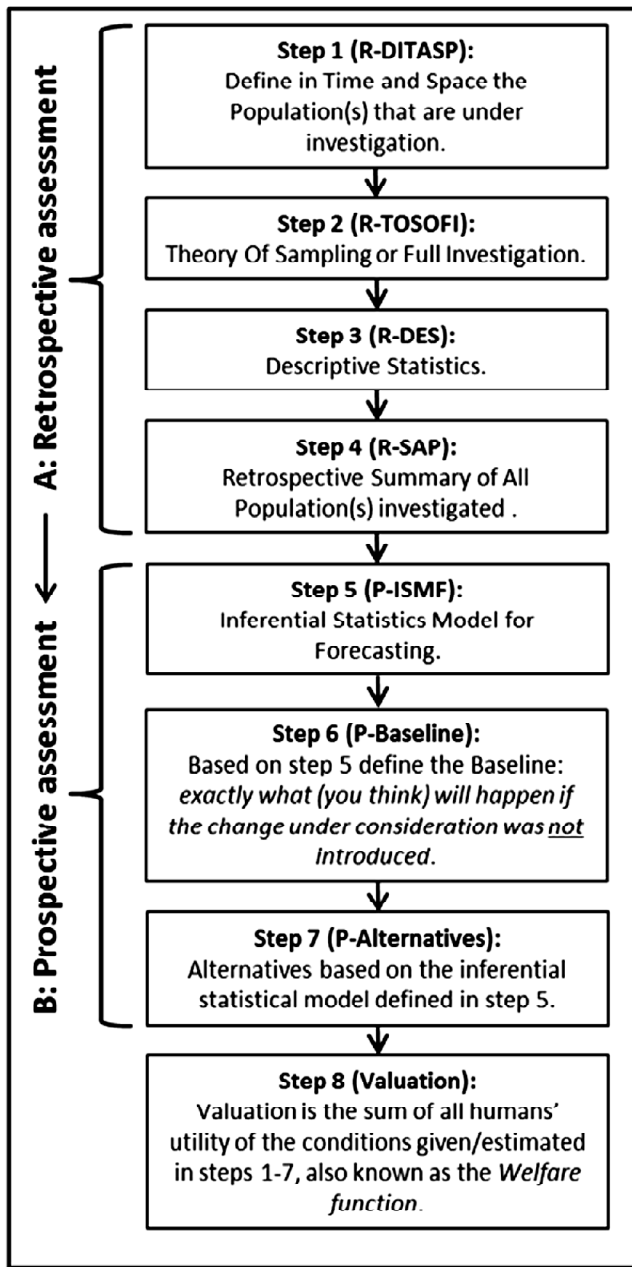 A: Retrospective assessment
Step 1 (R-DITASP):
Define in Time and Space the
Population(s) that are under
investigation.
Step 2 (R-TOSOFI):
Theory Of Sampling or Full Investigation.
Step 3 (R-DES):
Descriptive Statistics.
Step 4 (R-SAP):
Retrospective Summary of All
Population(s) investigated .
B: Prospective assessment
Step 5 (P-ISMF):
Inferential Statistics Model for
Forecasting.
Step 6 (P-Baseline):
Based on step 5 define the Baseline:
exactly what (you think) will happen if
the change under consideration was not
introduced.
Step 7 (P-Alternatives):
Alternatives based on the inferential
statistical model defined in step 5.
Step 8 (Valuation):
Valuation is the sum of all humans’
utility of the conditions given/estimated
in steps 1-7, also known as the Welfare
function.